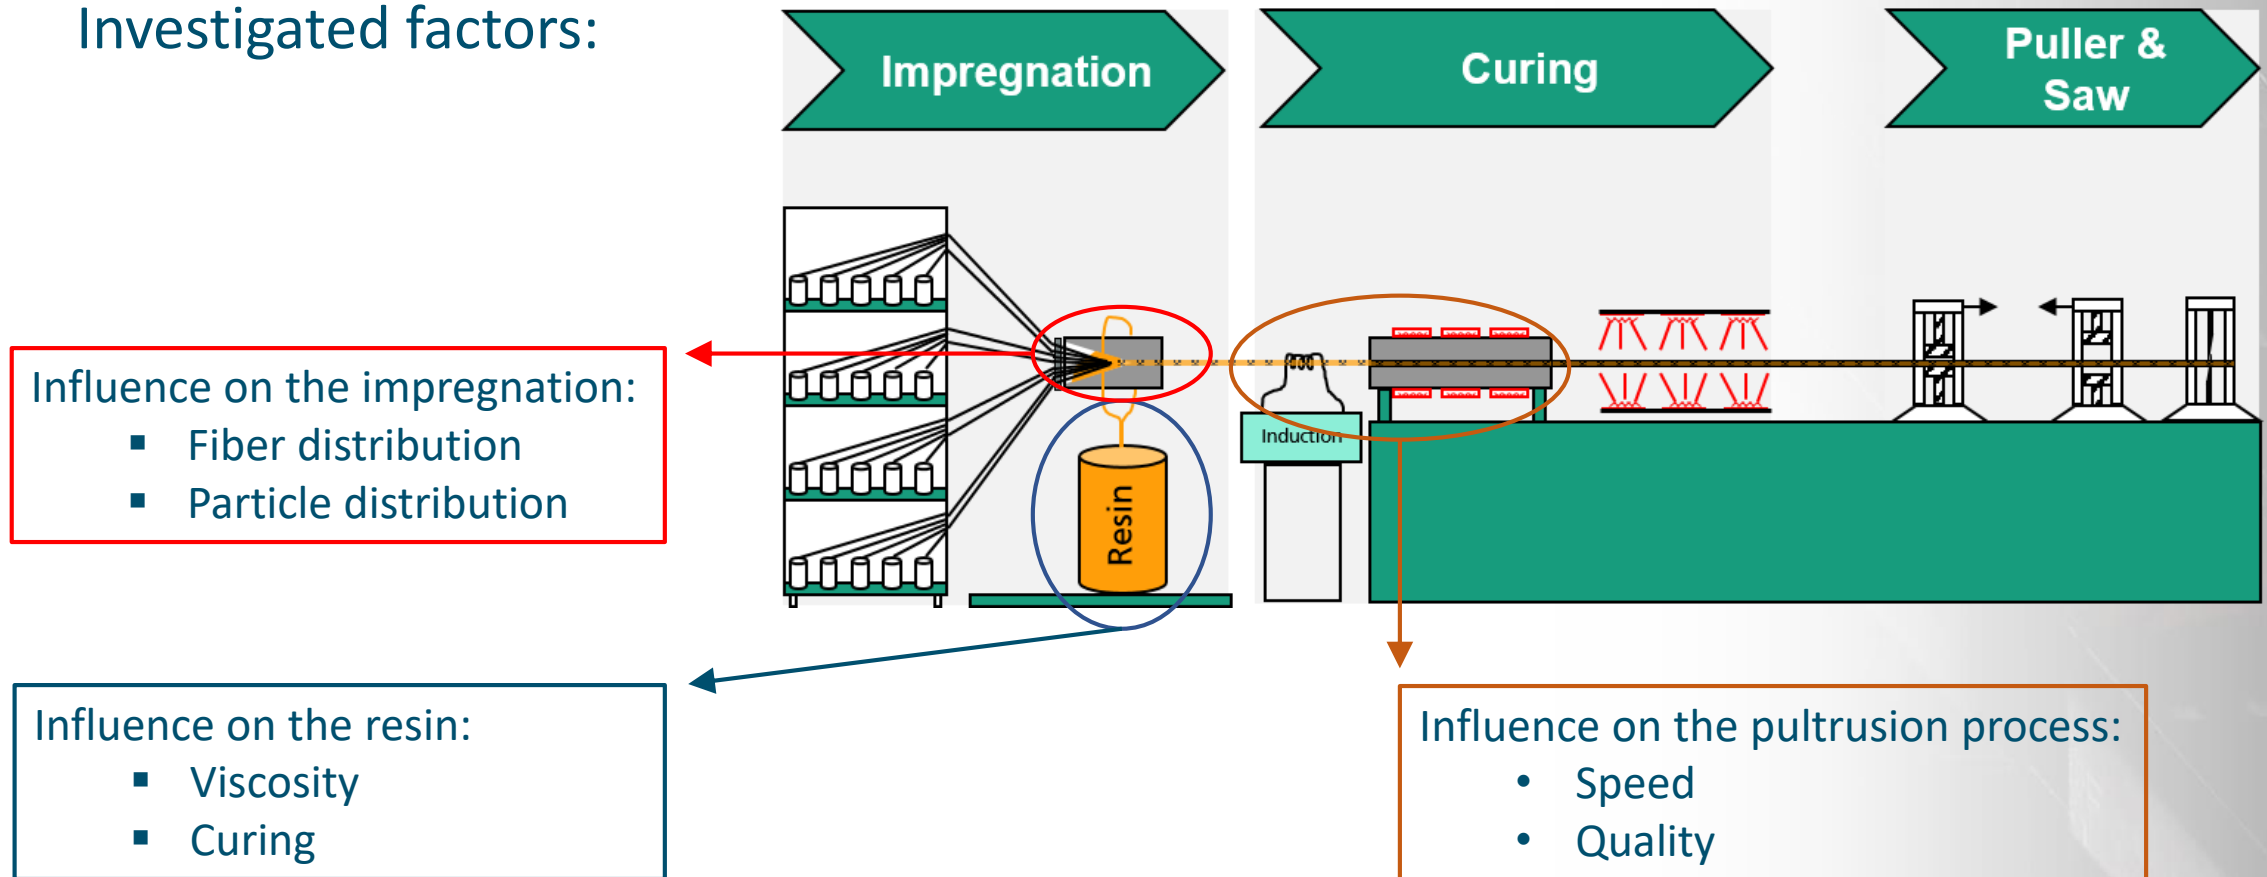 Investigated factors:
Impregnation
Curing
Puller &
Saw
Induction
Resin
Influence on the impregnation:
▪ Fiber distribution
▪ Particle distribution
Influence on the resin:
▪ Viscosity
▪ Curing
Influence on the pultrusion process:
• Speed
• Quality